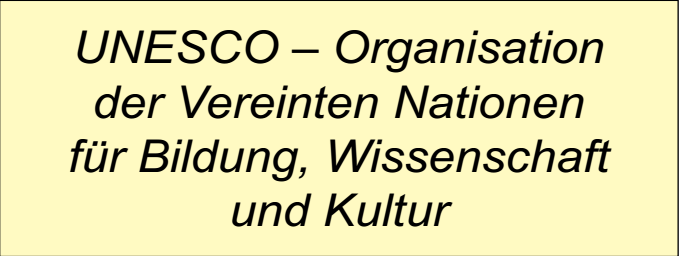 UNESCO – Organisation
der Vereinten Nationen
für Bildung, Wissenschaft
und Kultur